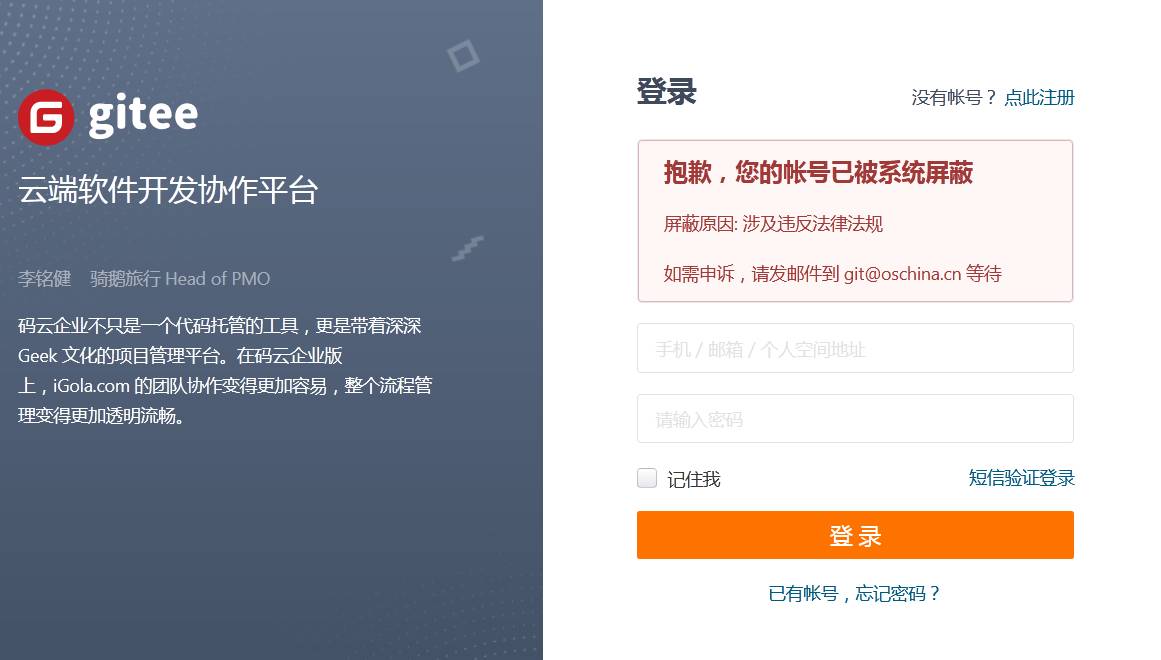 gitee
云端软件开发协作平台
李铭健 骑鹅旅行 Head of PMO
码云企业不只是一个代码托管的工具，更是带着深深
Geek 文化的项目管理平台。在码云企业版
上，iGola.com 的团队协作变得更加容易，整个流程管
理变得更加透明流畅。
登录
没有帐号？ 点此注册
抱歉，您的帐号已被系统屏蔽
屏蔽原因: 涉及违反法律法规
如需申诉，请发邮件到 git@oschina.cn 等待
手机 / 邮箱 / 个人空间地址
请输入密码
记住我
短信验证登录
登 录
已有帐号，忘记密码？